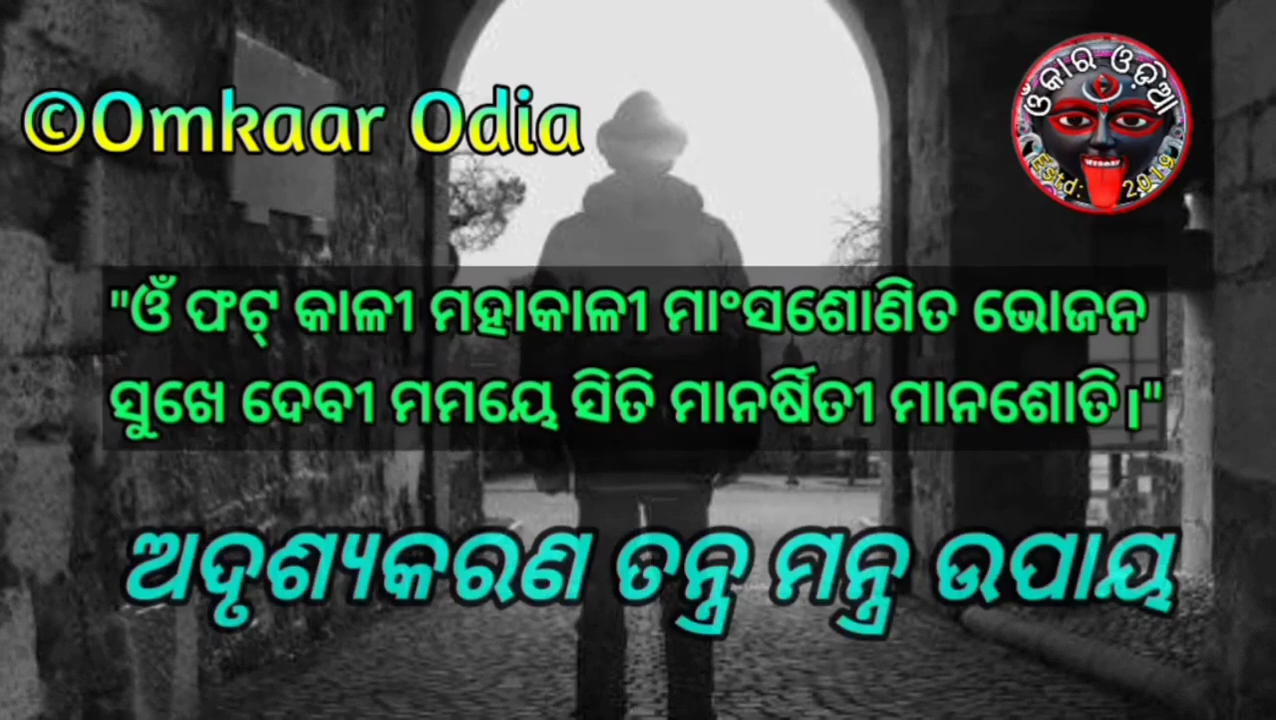 ©Omkaar Odia
ଓଁକାର ଓଡ଼ିଆ
Estd: 2019
"ଓଁ ଫଟ୍ କାଳୀ ମହାକାଳୀ ମାଂସଶୋଣିତ ଭୋଜନ
ସୁଖେ ଦେବୀ ମମୟେ ସିତି ମାନର୍ଷିତୀ ମାନଶୋତି।"
ଅଦୃଶ୍ୟକରଣ ତନ୍ତ୍ର ମନ୍ତ୍ର ଉପାୟ